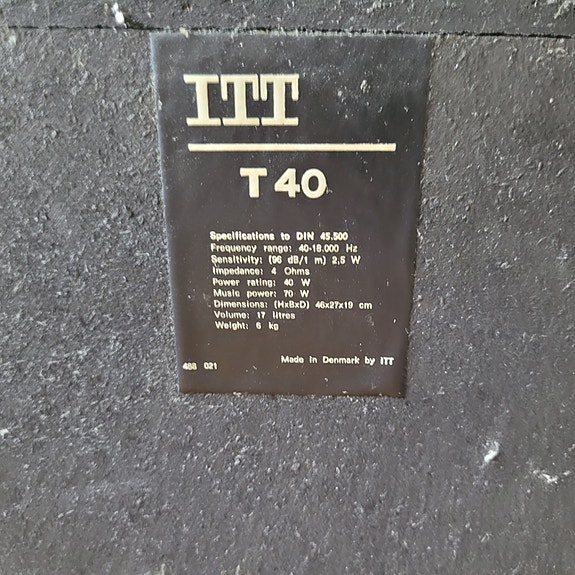 ITT
T 40
Specifications to DIN 45.500
Frequency range: 40-18.000 Hz
Sensitivity: (96 dB/1 m) 2,5 W
Impedance: 4 Ohms
Power rating: 40 W
Music power: 70 W
Dimensions: (HxBxD) 46x27x19 cm
Volume: 17 litres
Weight: 6 kg
488 021 Made in Denmark by ITT